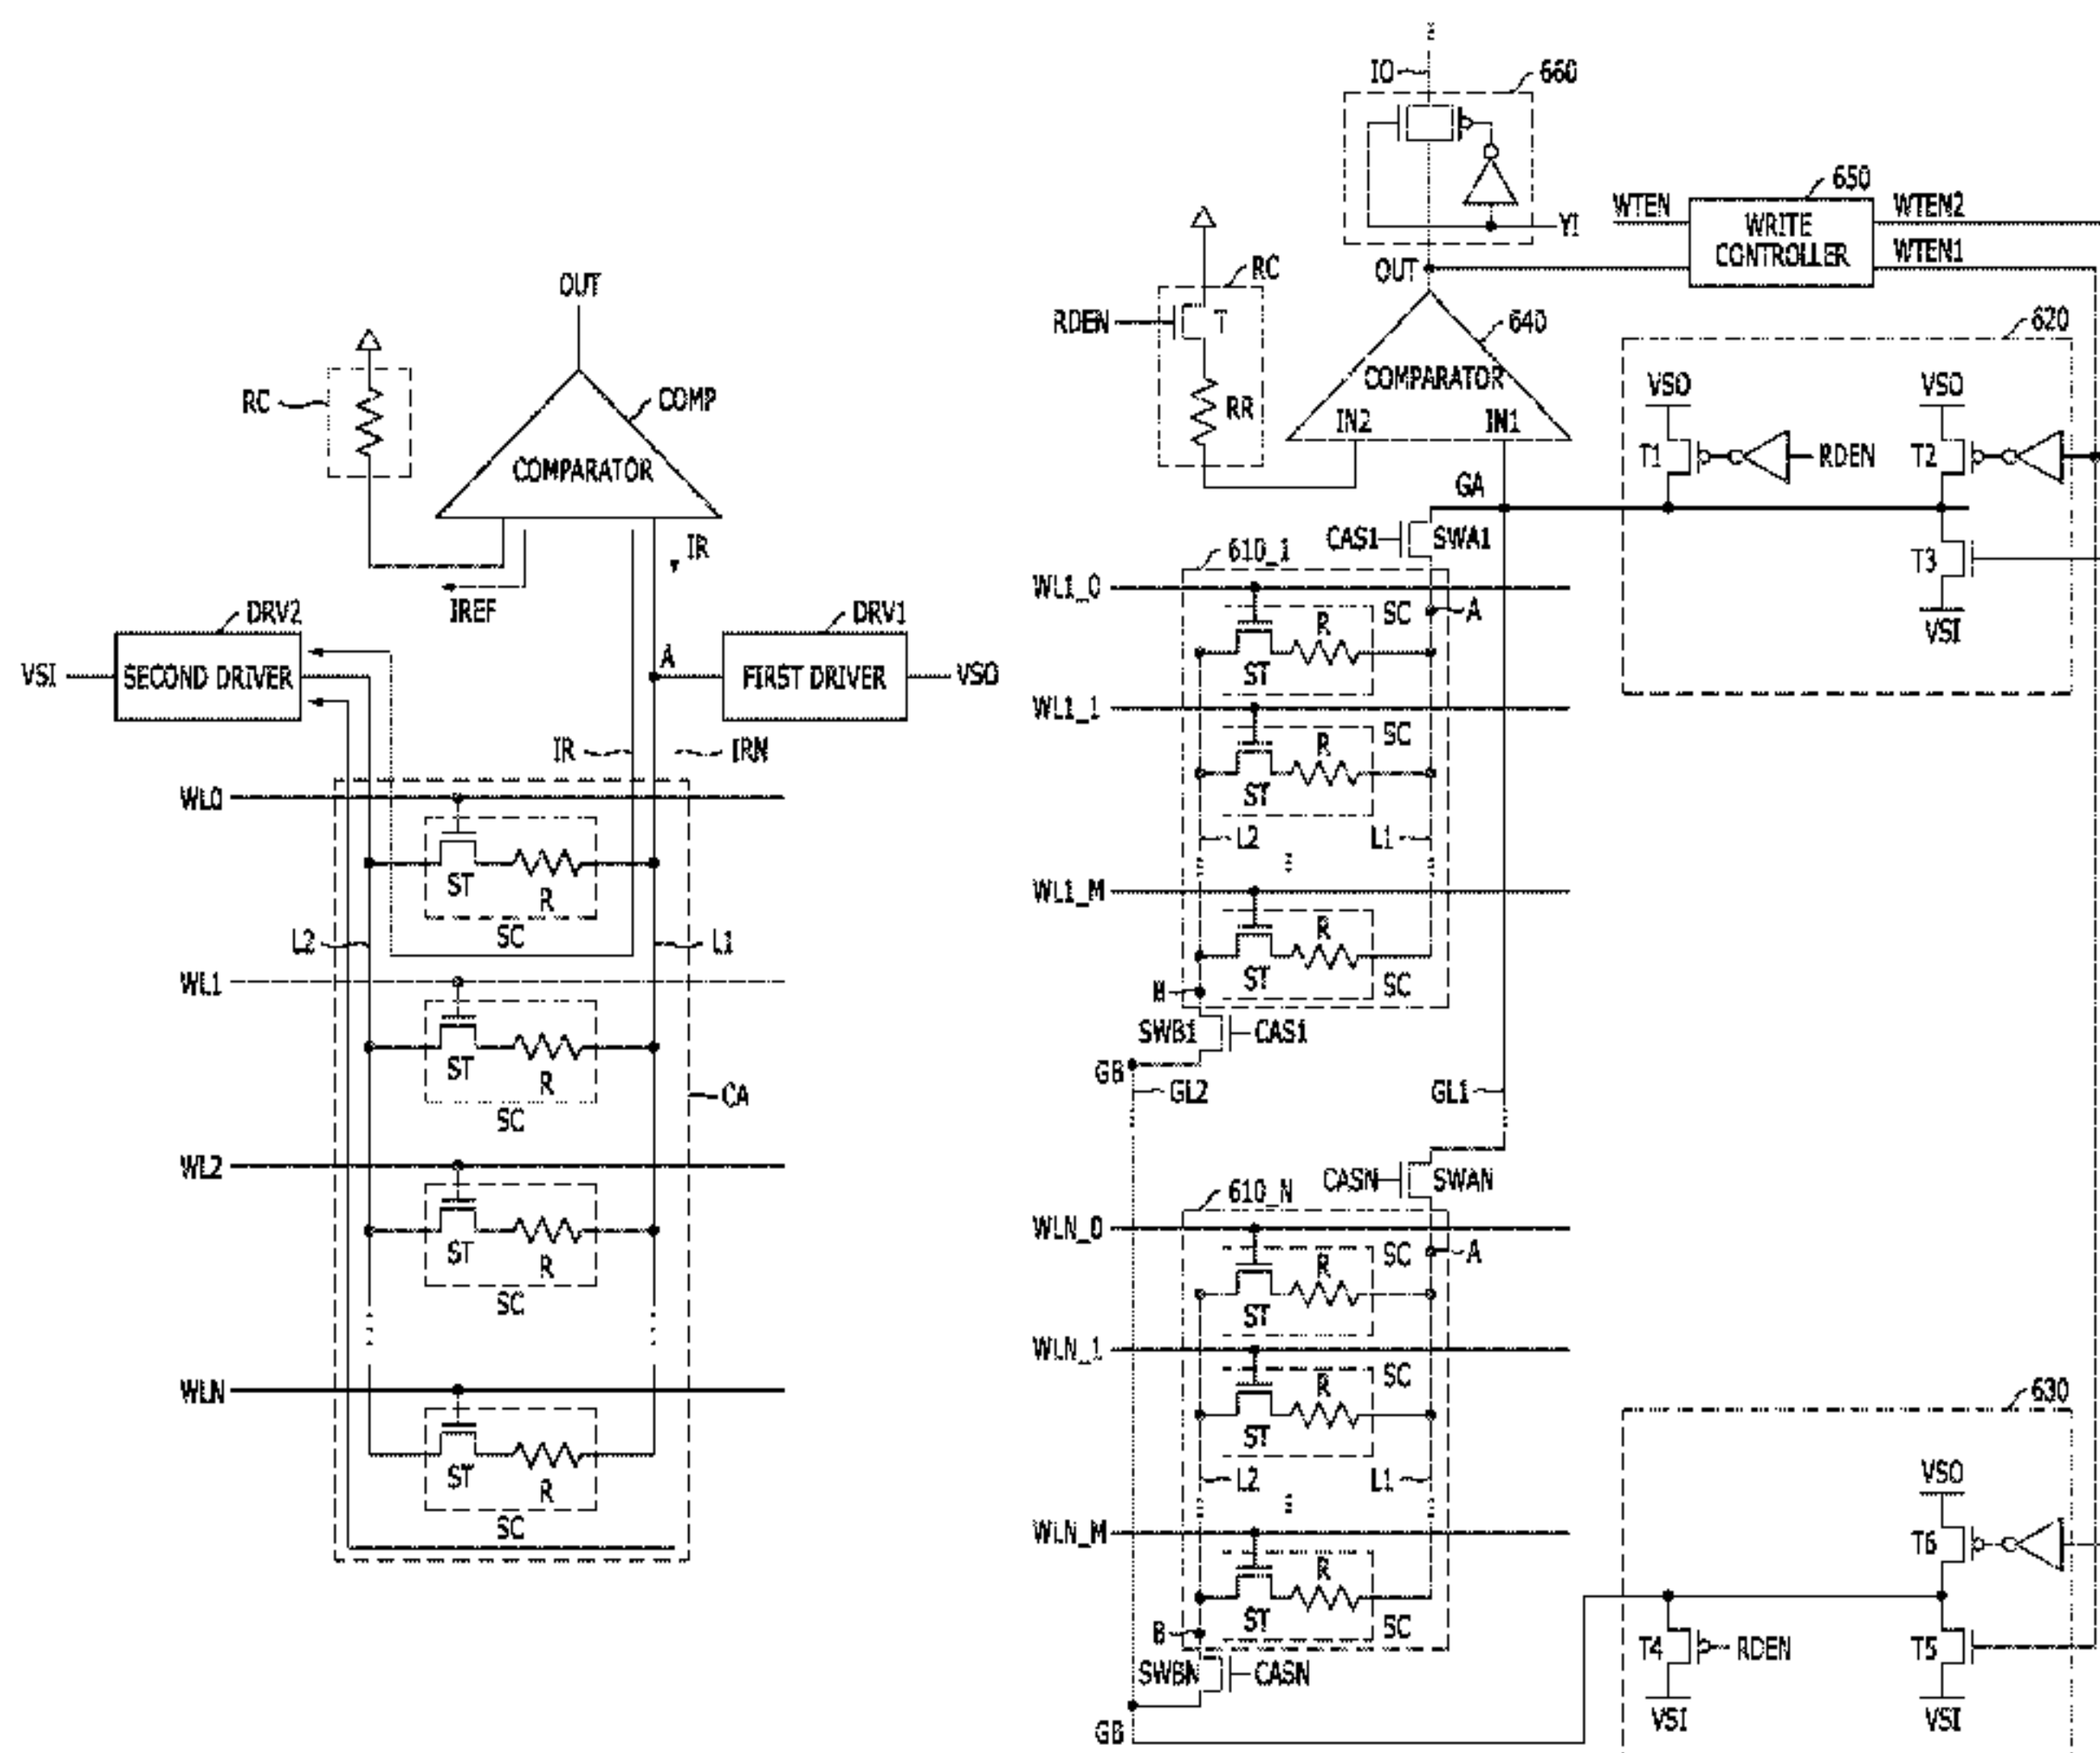 OUT
RC
COMP
COMPARATOR
IR
IREF
DRV2
DRV1
VSI
SECOND DRIVER
A
FIRST DRIVER
VSO
IR
IRN
WL0
ST
R
SC
L2
L1
WL1
ST
R
SC
CA
WL2
ST
R
SC
WLN
ST
R
SC
IO
660
YI
650
WTEN
WRITE
CONTROLLER
WTEN2
WTEN1
OUT
RC
RDEN
T
RR
640
COMPARATOR
IN2
IN1
620
VSO
VSO
T1
RDEN
T2
GA
T3
VSI
CAS1
SWA1
610_1
WL1_0
SC
A
R
ST
WL1_1
SC
R
ST
L2
L1
WL1_M
R
ST
SC
SWB1
CAS1
GB
GL2
GL1
CASN
SWAN
610_N
WLN_0
SC
A
R
ST
WLN_1
SC
R
ST
L2
L1
WLN_M
R
ST
SC
B
SWBN
CASN
GB
630
VSO
T6
T4
RDEN
T5
VSI
VSI